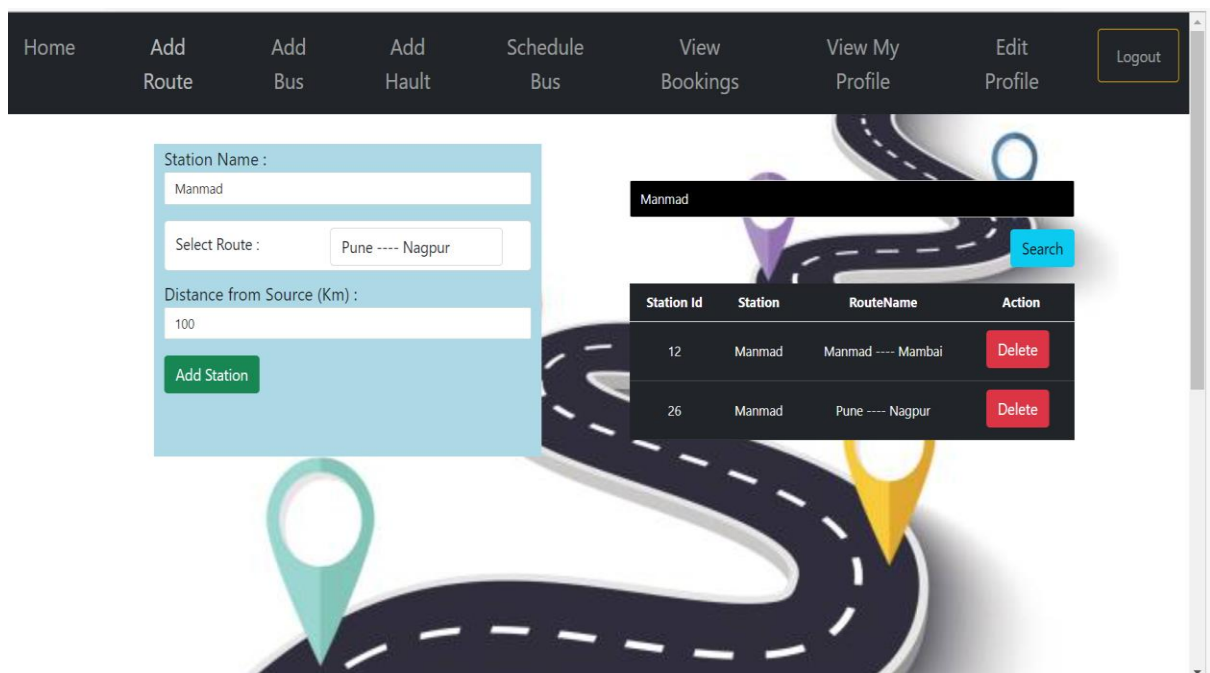 Home Add Route Add Bus Add Hault Schedule Bus View Bookings View My Profile Edit Profile Logout
Station Name :
Manmad
Select Route : Pune ---- Nagpur
Distance from Source (Km) :
100
Add Station
Manmad
Search
Station Id Station RouteName Action
12 Manmad Manmad ---- Mambai Delete
26 Manmad Pune ---- Nagpur Delete